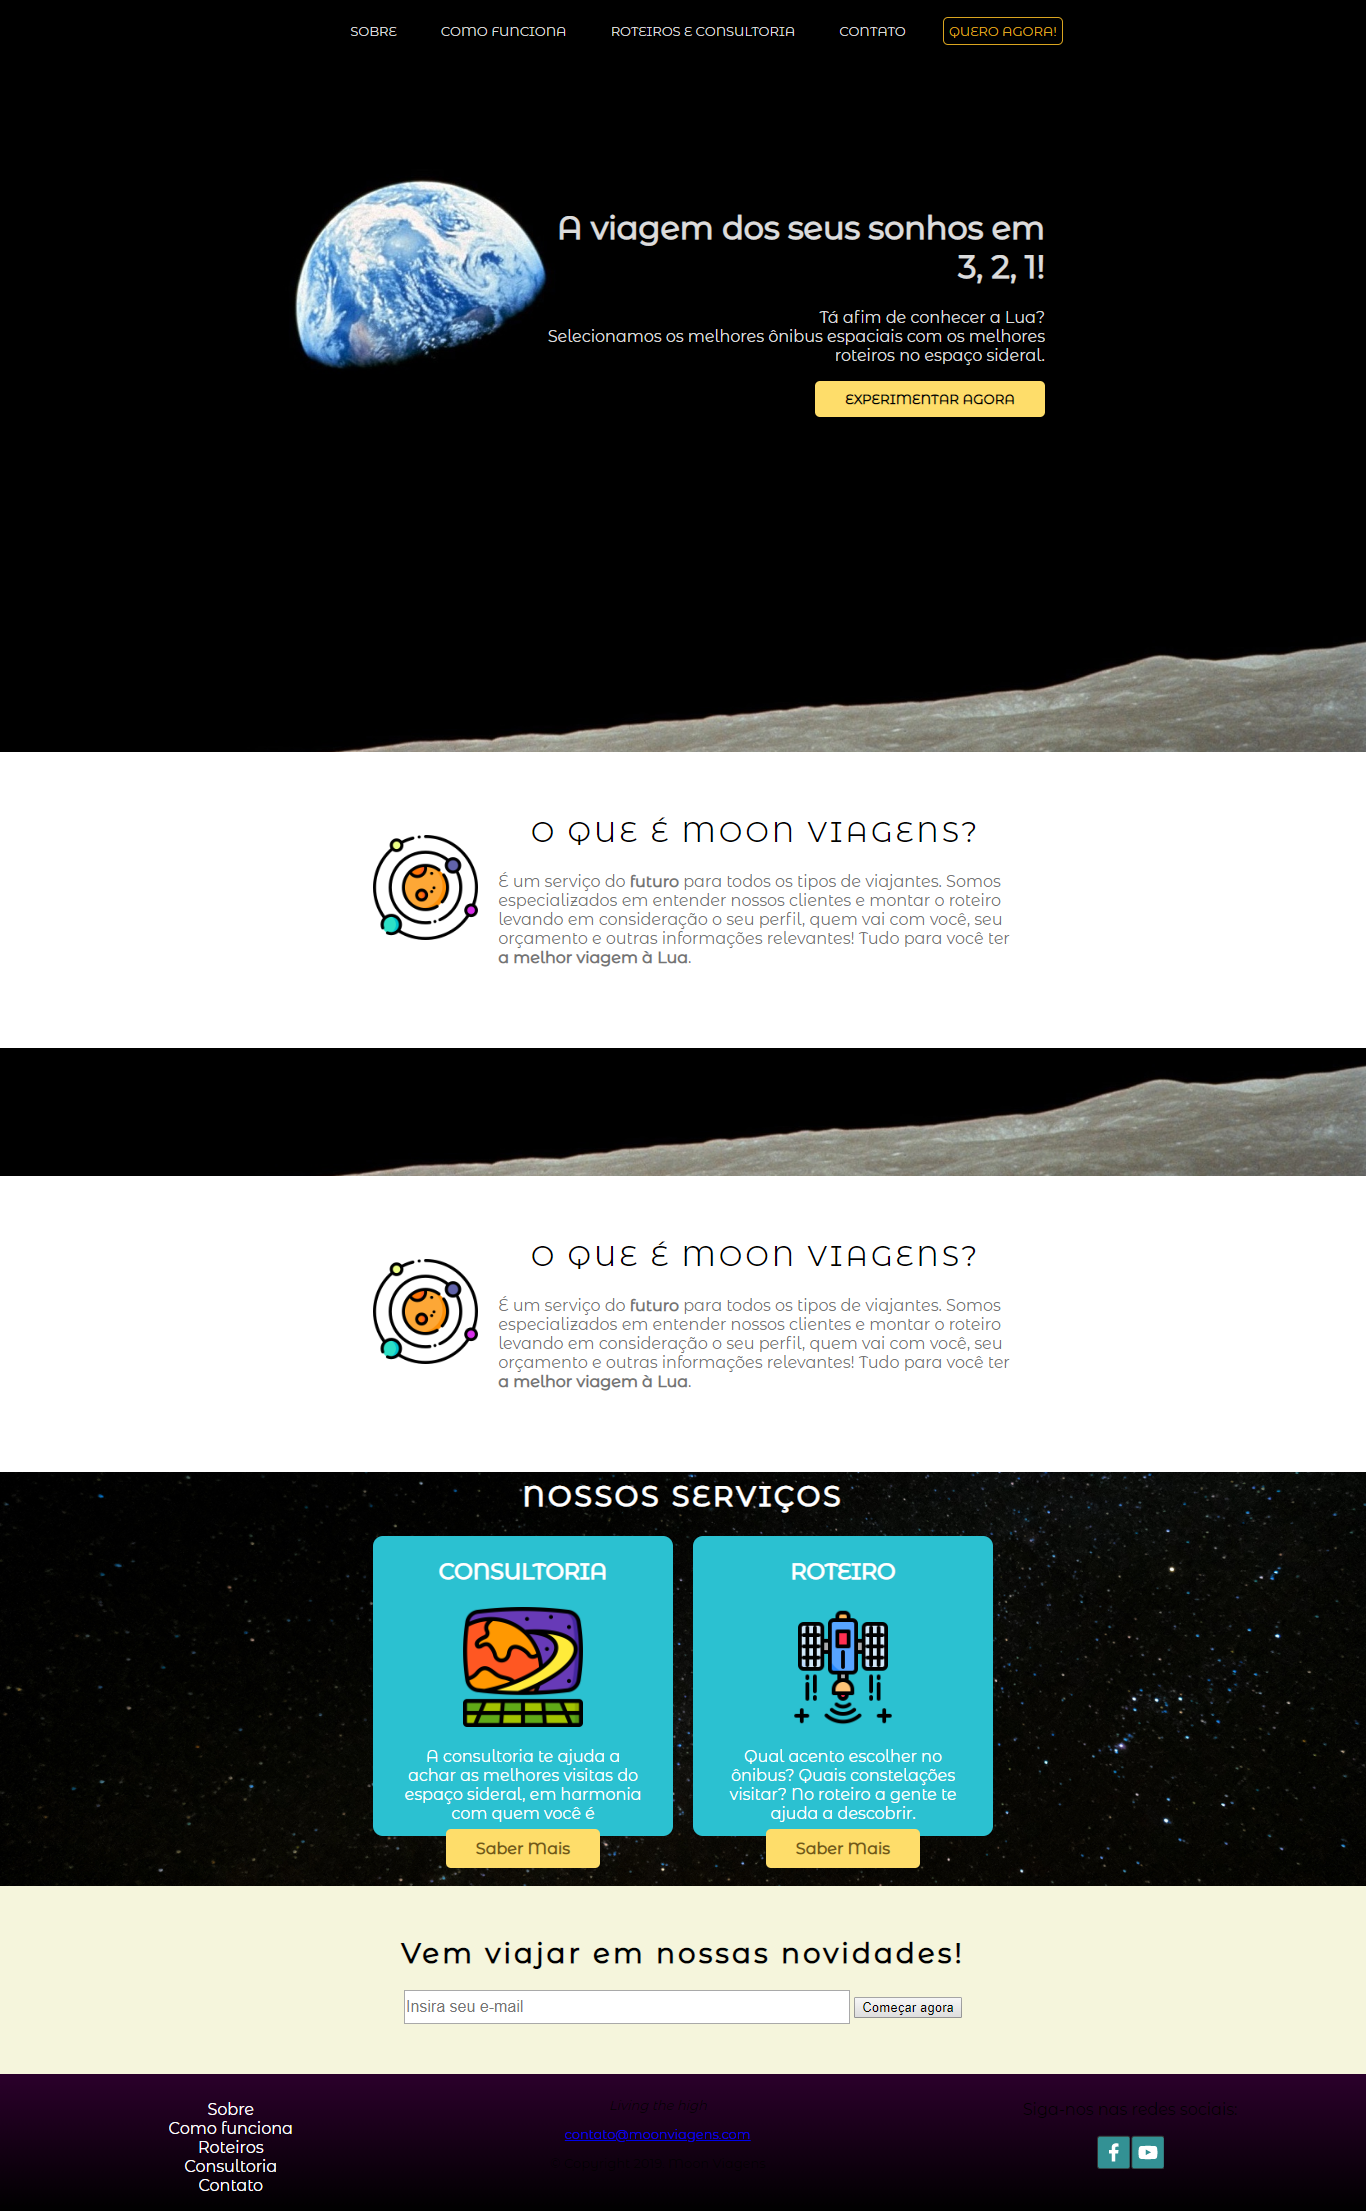 SOBRE COMO FUNCIONA ROTEIROS E CONSULTORIA CONTATO QUERO AGORA!
A viagem dos seus sonhos em
3, 2, 1!
Tá afim de conhecer a Lua?
Selecionamos os melhores ônibus espaciais com os melhores
roteiros no espaço sideral.
EXPERIMENTAR AGORA
O QUE É MOON VIAGENS?
É um serviço do futuro para todos os tipos de viajantes. Somos
especializados em entender nossos clientes e montar o roteiro
levando em consideração o seu perfil, quem vai com você, seu
orçamento e outras informações relevantes! Tudo para você ter
a melhor viagem à Lua.
O QUE É MOON VIAGENS?
É um serviço do futuro para todos os tipos de viajantes. Somos
especializados em entender nossos clientes e montar o roteiro
levando em consideração o seu perfil, quem vai com você, seu
orçamento e outras informações relevantes! Tudo para você ter
a melhor viagem à Lua.
NOSSOS SERVIÇOS
CONSULTORIA
A consultoria te ajuda a
achar as melhores visitas do
espaço sideral, em harmonia
com quem você é
Saber Mais
ROTEIRO
Qual acento escolher no
ônibus? Quais constelações
visitar? No roteiro a gente te
ajuda a descobrir.
Saber Mais
Vem viajar em nossas novidades!
Insira seu e-mail Começar agora
Sobre
Como funciona
Roteiros
Consultoria
Contato
Living the high
contato@moonviagens.com
Siga-nos nas redes sociais: